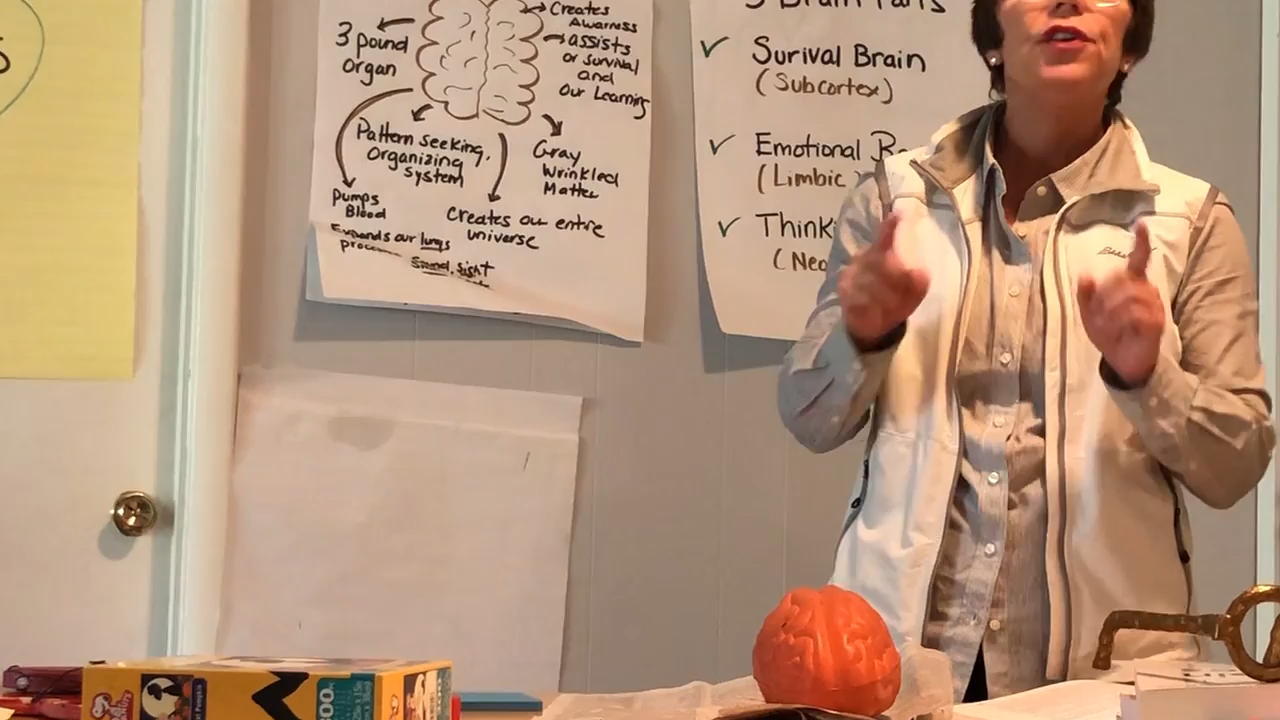 S
Creates
Awarness
assists
or survival
and
our Learning
3 pound
organ
Pattern seeking,
organizing
system
Gray
Wrinkled
Matter
Pumps
Blood
Creates our entire
universe
Expands our lungs
Sound, sight
3 Brain Parts
Surival Brain
(Subcortex)
Emotional
(Limbic
Think
(Neo